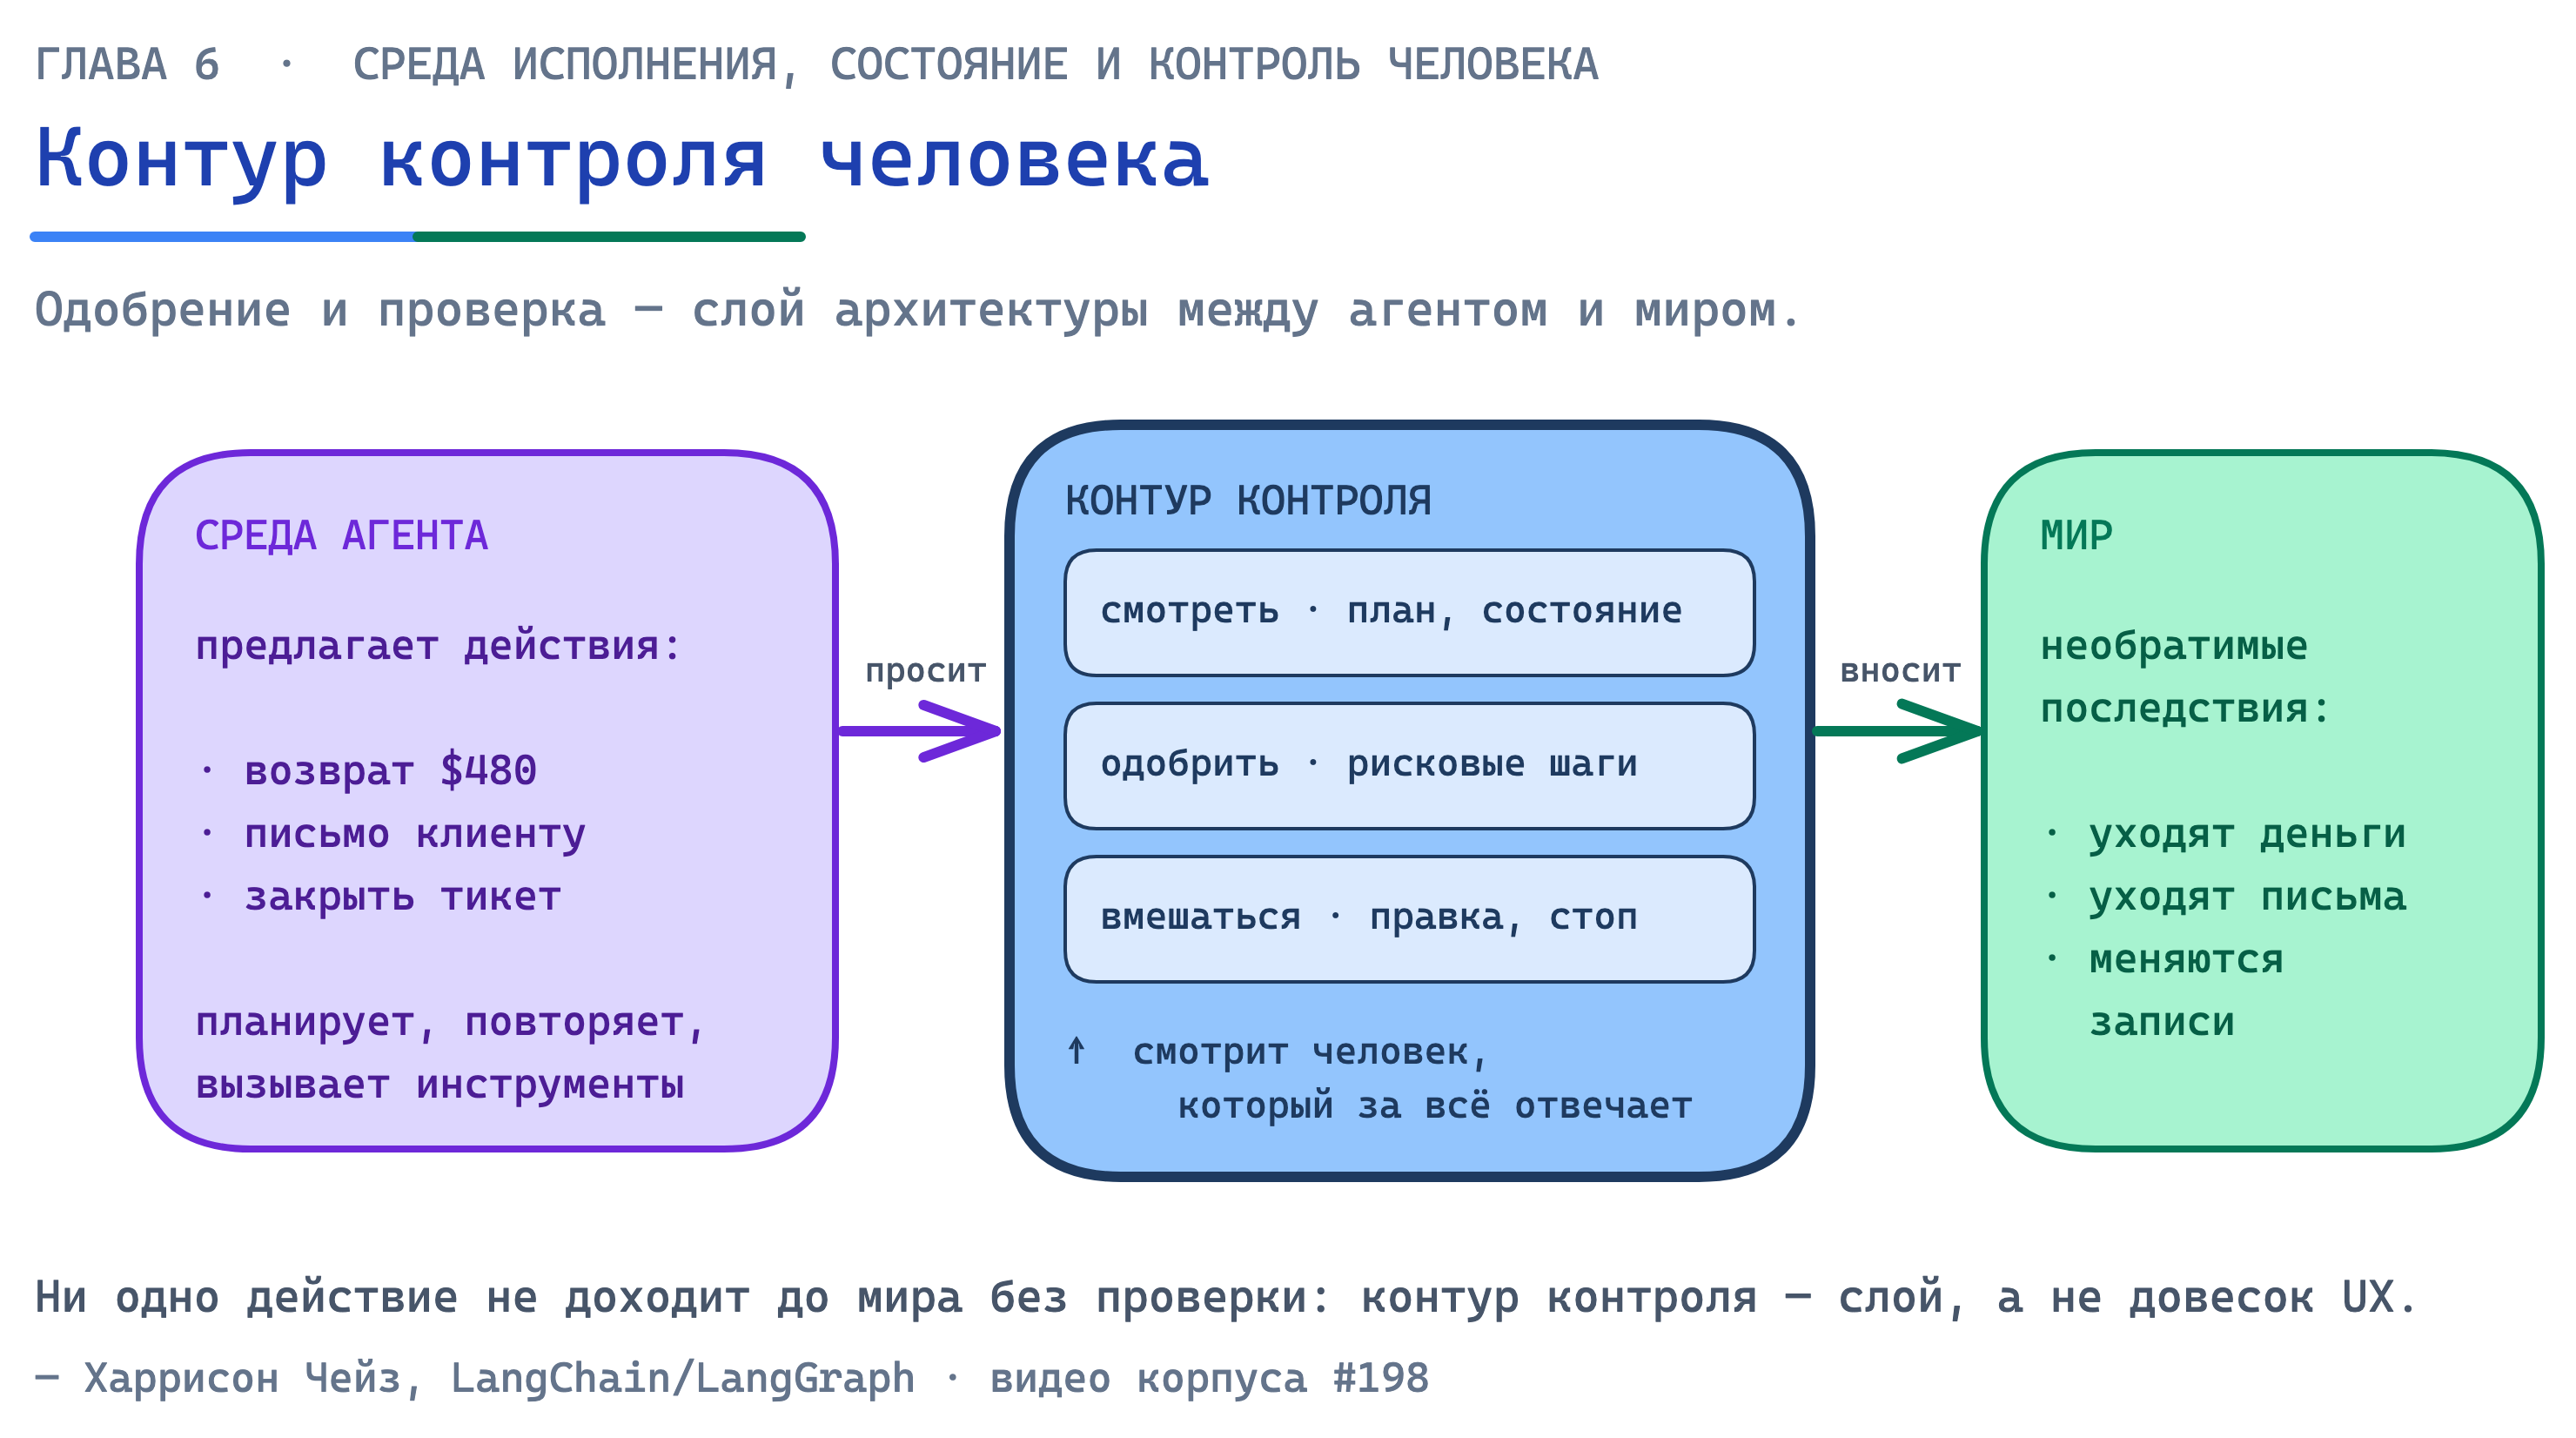 ГЛАВА 6 · СРЕДА ИСПОЛНЕНИЯ, СОСТОЯНИЕ И КОНТРОЛЬ ЧЕЛОВЕКА
Контур контроля человека
Одобрение и проверка — слой архитектуры между агентом и миром.
СРЕДА АГЕНТА
предлагает действия:
· возврат $480
· письмо клиенту
· закрыть тикет
планирует, повторяет,
вызывает инструменты
просит
КОНТУР КОНТРОЛЯ
смотреть · план, состояние
одобрить · рисковые шаги
вмешаться · правка, стоп
↑ смотрит человек,
который за всё отвечает
вносит
МИР
необратимые
последствия:
· уходят деньги
· уходят письма
· меняются
записи
Ни одно действие не доходит до мира без проверки: контур контроля — слой, а не довесок UX.
— Харрисон Чейз, LangChain/LangGraph · видео корпуса #198